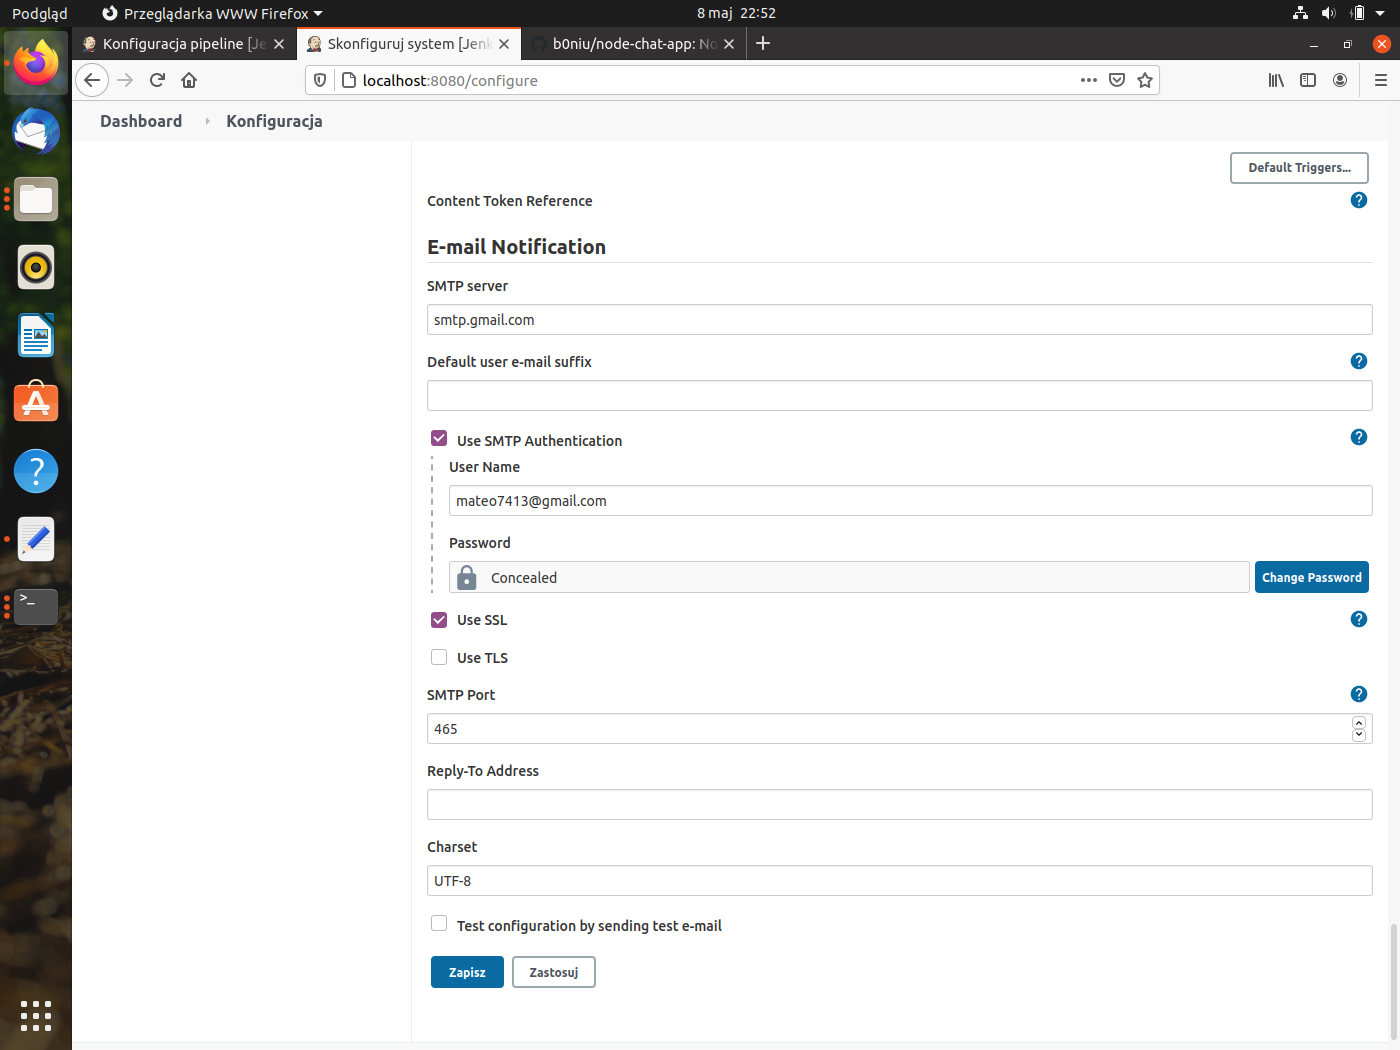 Podgląd
Przeglądarka WWW Firefox
8 maj 22:52
Konfiguracja pipeline [Je
Skonfiguruj system [Jenk
b0niu/node-chat-app: No
localhost:8080/configure
Dashboard
Konfiguracja
Default Triggers...
Content Token Reference
?
E-mail Notification
SMTP server
smtp.gmail.com
Default user e-mail suffix
?
Use SMTP Authentication
?
User Name
mateo7413@gmail.com
Password
Concealed
Change Password
Use SSL
?
Use TLS
SMTP Port
?
465
Reply-To Address
Charset
UTF-8
Test configuration by sending test e-mail
Zapisz
Zastosuj